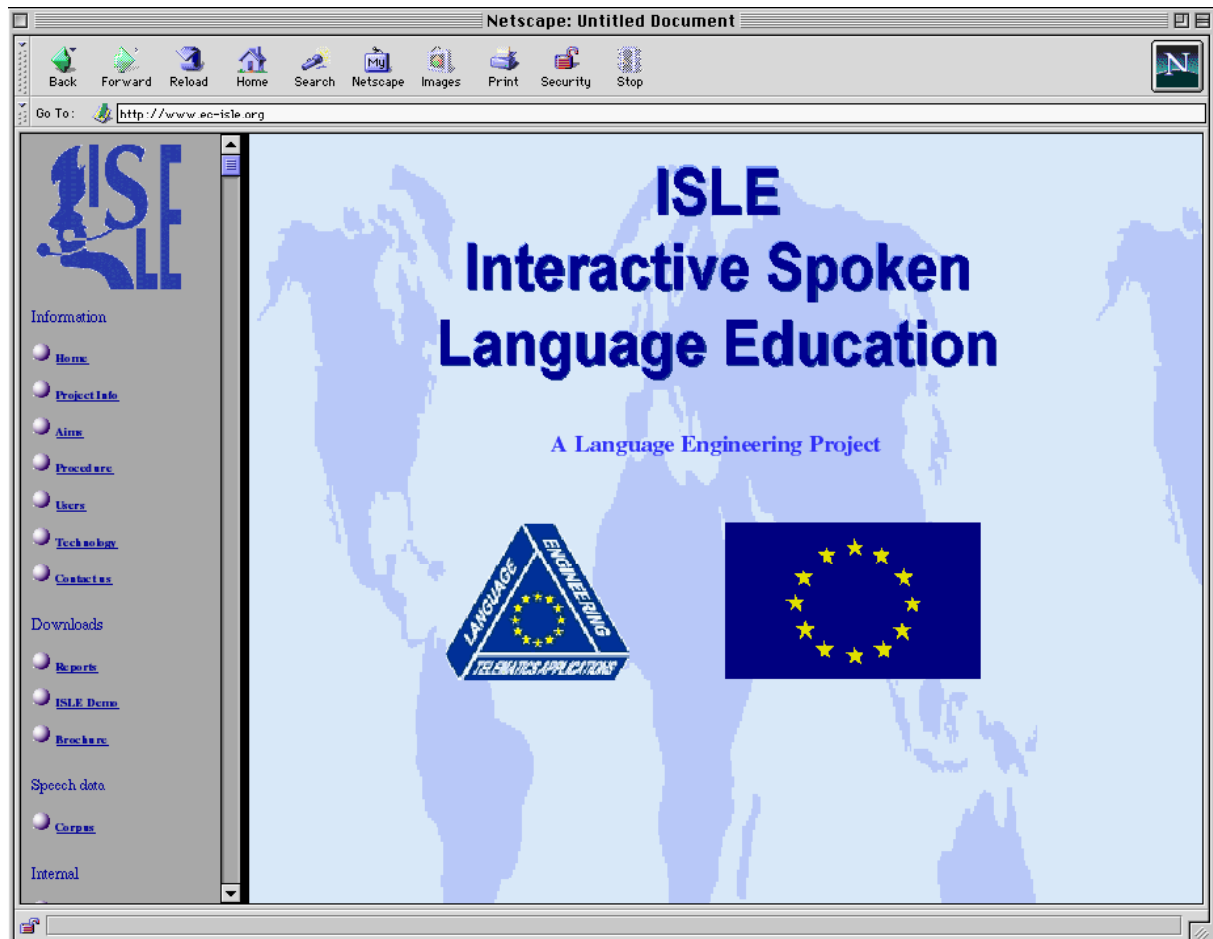 Netscape: Untitled Document
Back Forward Reload Home Search Netscape Images Print Security Stop
My
N
Go To: http://www.ec-isle.org
ISLE
Information
Home
Project Info
Aims
Procedure
Users
Technology
Contact us
Downloads
Reports
ISLE Demo
Brochure
Speech data
Corpus
Internal
ISLE
Interactive Spoken
Language Education
A Language Engineering Project
LANGUAGE
ENGINEERING
TELEMATICS APPLICATIONS